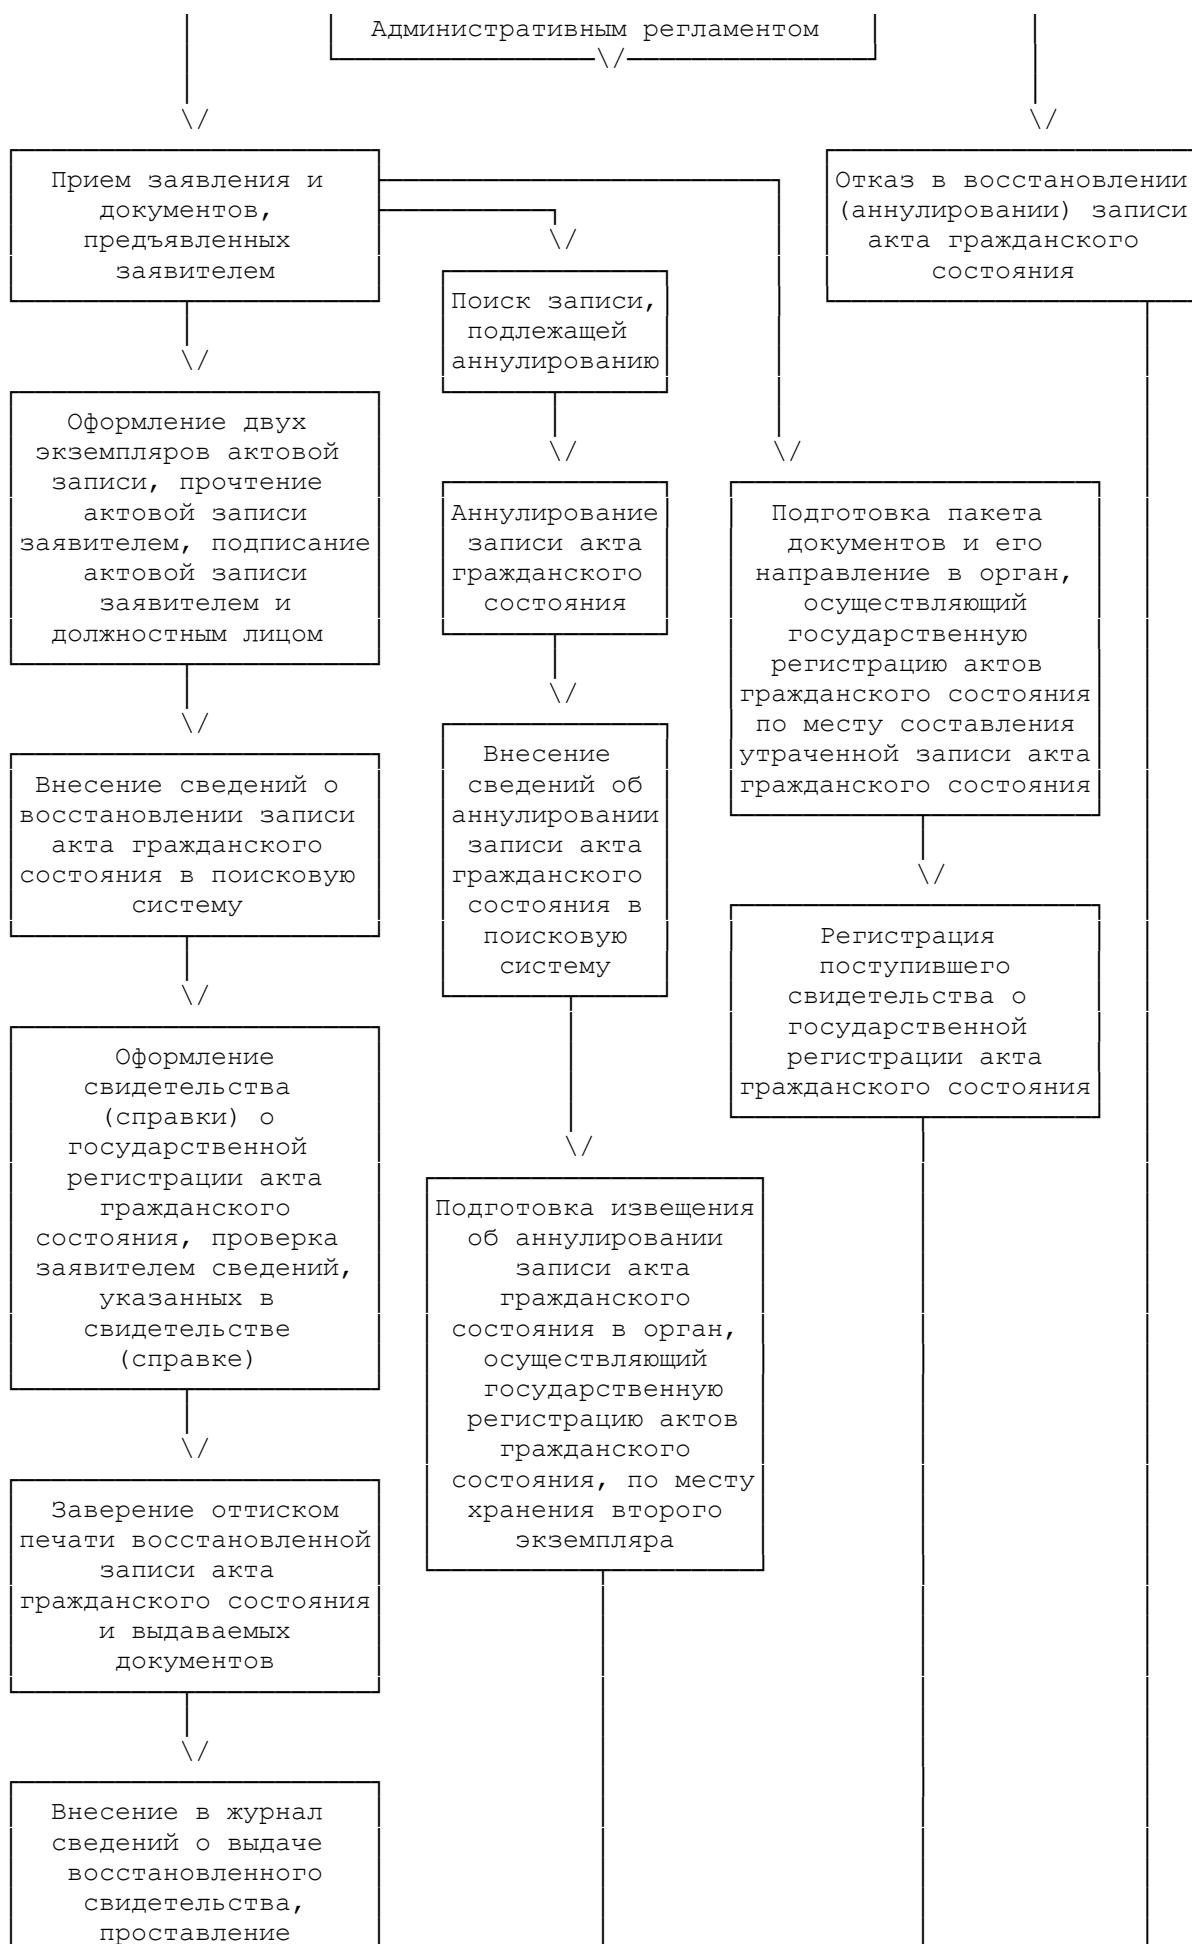 Административным регламентом
Прием заявления и
документов,
предъявленных
заявителем
Отказ в восстановлении
(аннулировании) записи
акта гражданского
состояния
Поиск записи,
подлежащей
аннулированию
Оформление двух
экземпляров актовой
записи, прочтение
актовой записи
заявителем, подписание
актовой записи
заявителем и
должностным лицом
Аннулирование
записи акта
гражданского
состояния
Подготовка пакета
документов и его
направление в орган,
осуществляющий
государственную
регистрацию актов
гражданского состояния
по месту составления
утраченной записи акта
гражданского состояния
Внесение сведений о
восстановлении записи
акта гражданского
состояния в поисковую
систему
Внесение
сведений об
аннулировании
записи акта
гражданского
состояния в
поисковую
систему
Регистрация
поступившего
свидетельства о
государственной
регистрации акта
гражданского состояния
Оформление
свидетельства
(справки) о
государственной
регистрации акта
гражданского
состояния, проверка
заявителем сведений,
указанных в
свидетельстве
(справке)
Подготовка извещения
об аннулировании
записи акта
гражданского
состояния в орган,
осуществляющий
государственную
регистрацию актов
гражданского
состояния, по месту
хранения второго
экземпляра
Заверение оттиском
печати восстановленной
записи акта
гражданского состояния
и выдаваемых
документов
Внесение в журнал
сведений о выдаче
восстановленного
свидетельства,
проставление